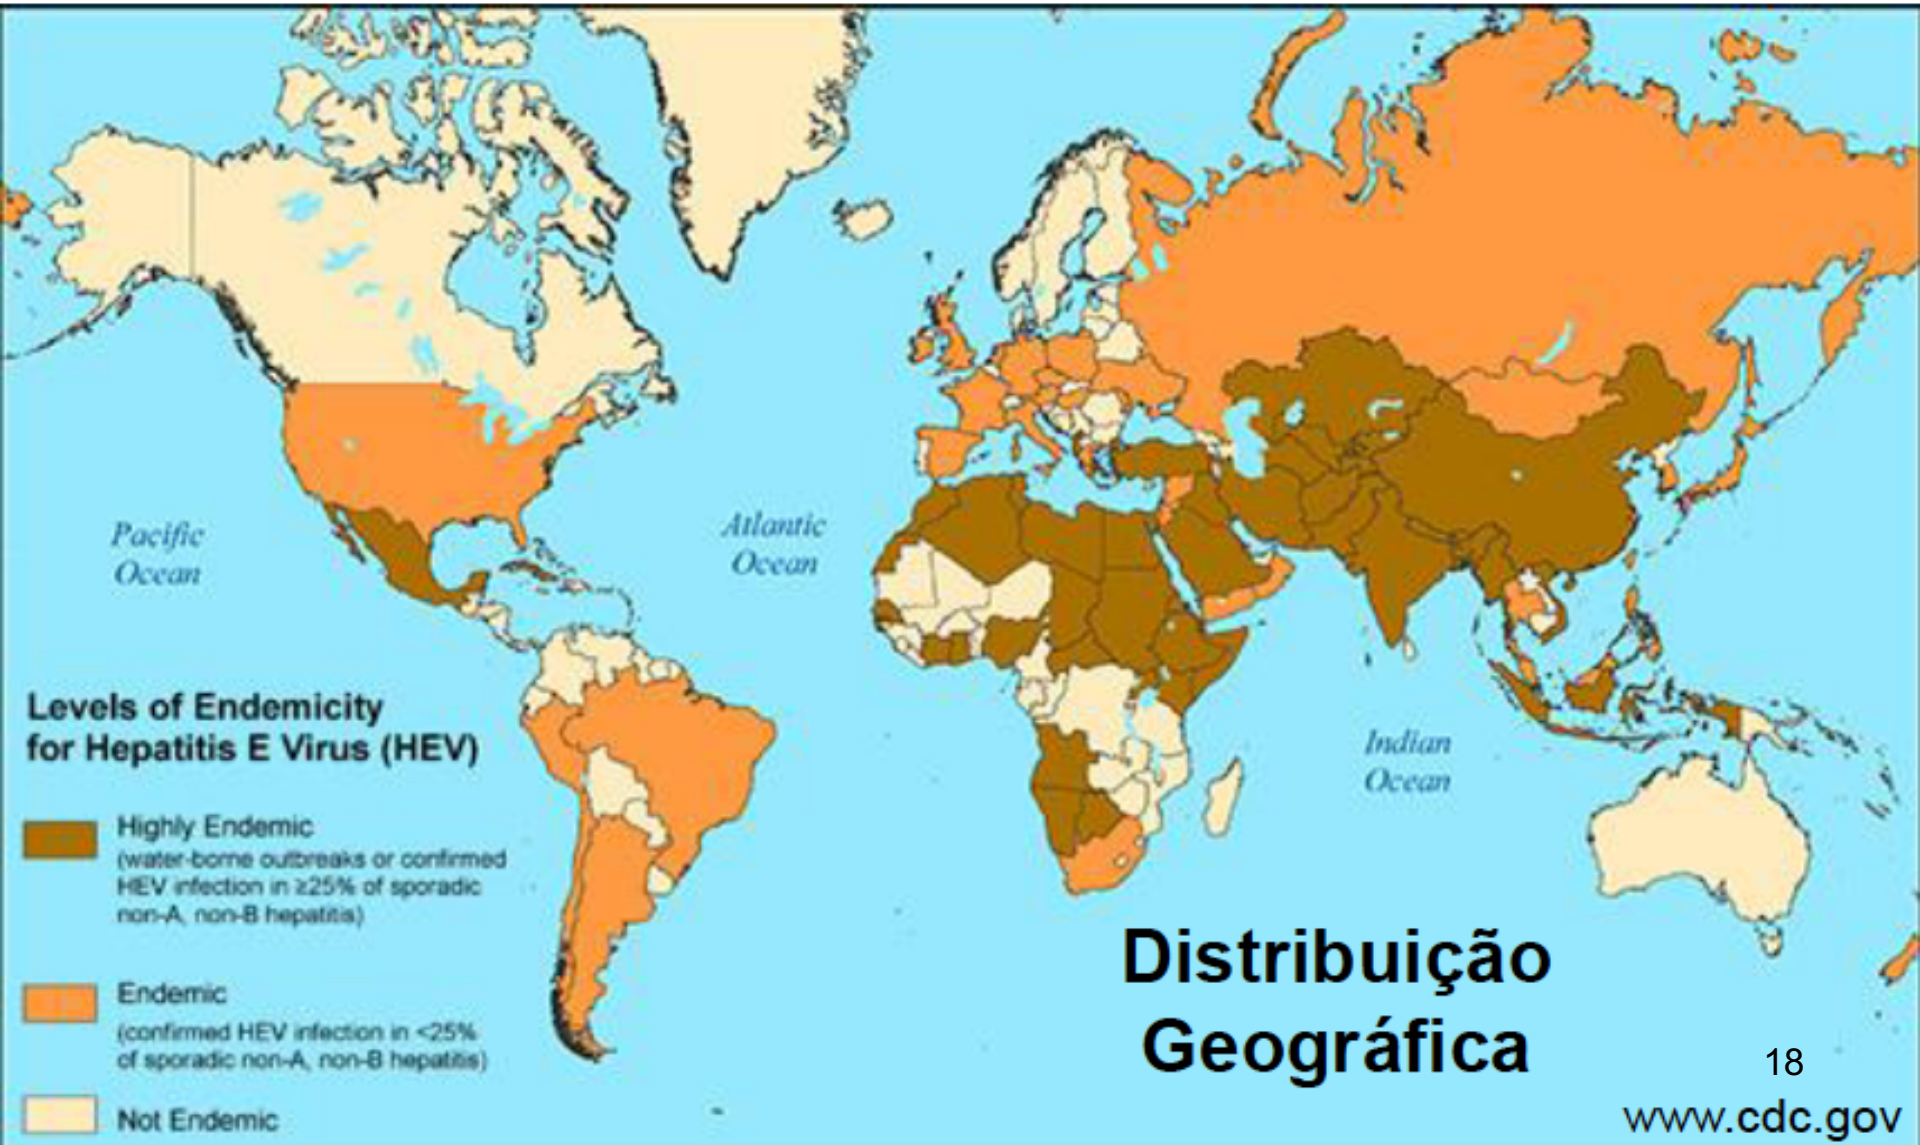 Pacific
Ocean
Atlantic
Ocean
Indian
Ocean
Levels of Endemicity
for Hepatitis E Virus (HEV)
Highly Endemic
(water-borne outbreaks or confirmed
HEV infection in ≥25% of sporadic
non-A, non-B hepatitis)
Endemic
(confirmed HEV infection in <25%
of sporadic non-A, non-B hepatitis)
Not Endemic
Distribuição
Geográfica
18
www.cdc.gov